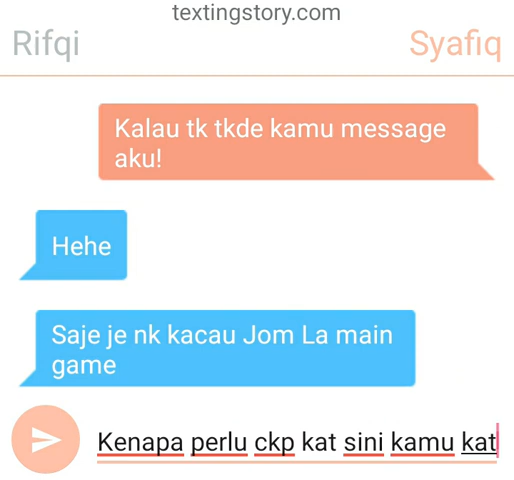 textingstory.com
Rifqi
Syafiq
Kalau tk tkde kamu message
aku!
Hehe
Saje je nk kacau Jom La main
game
Kenapa perlu ckp kat sini kamu kat